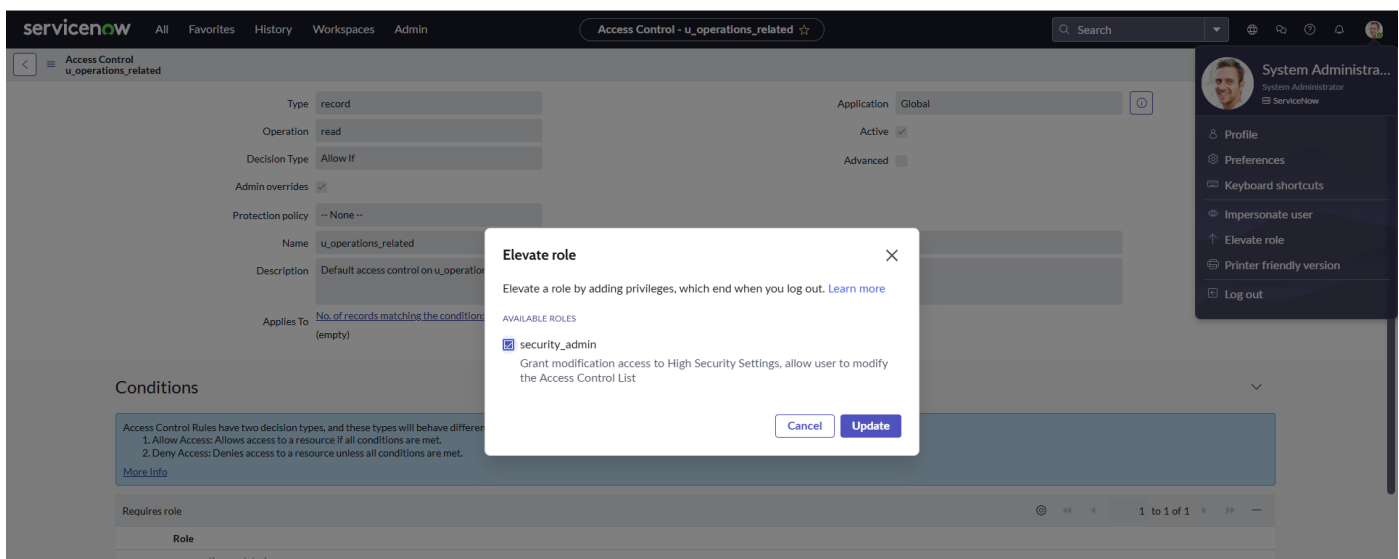 servicenow All Favorites History Workspaces Admin Access Control - u_operations_related Search
Access Control
u_operations_related
Type record
Operation read
Decision Type Allow If
Admin overrides
Protection policy -- None --
Name u_operations_related
Description Default access control on u_operation
Applies To No. of records matching the condition:
(empty)
Application Global
Active
Advanced
System Administra...
System Administrator
ServiceNow
Profile
Preferences
Keyboard shortcuts
Impersonate user
Elevate role
Printer friendly version
Log out
Elevate role
Elevate a role by adding privileges, which end when you log out. Learn more
AVAILABLE ROLES
security_admin
Grant modification access to High Security Settings, allow user to modify
the Access Control List
Cancel Update
Conditions
Access Control Rules have two decision types, and these types will behave differen
1. Allow Access: Allows access to a resource if all conditions are met.
2. Deny Access: Denies access to a resource unless all conditions are met.
More Info
Requires role 1 to 1 of 1
Role